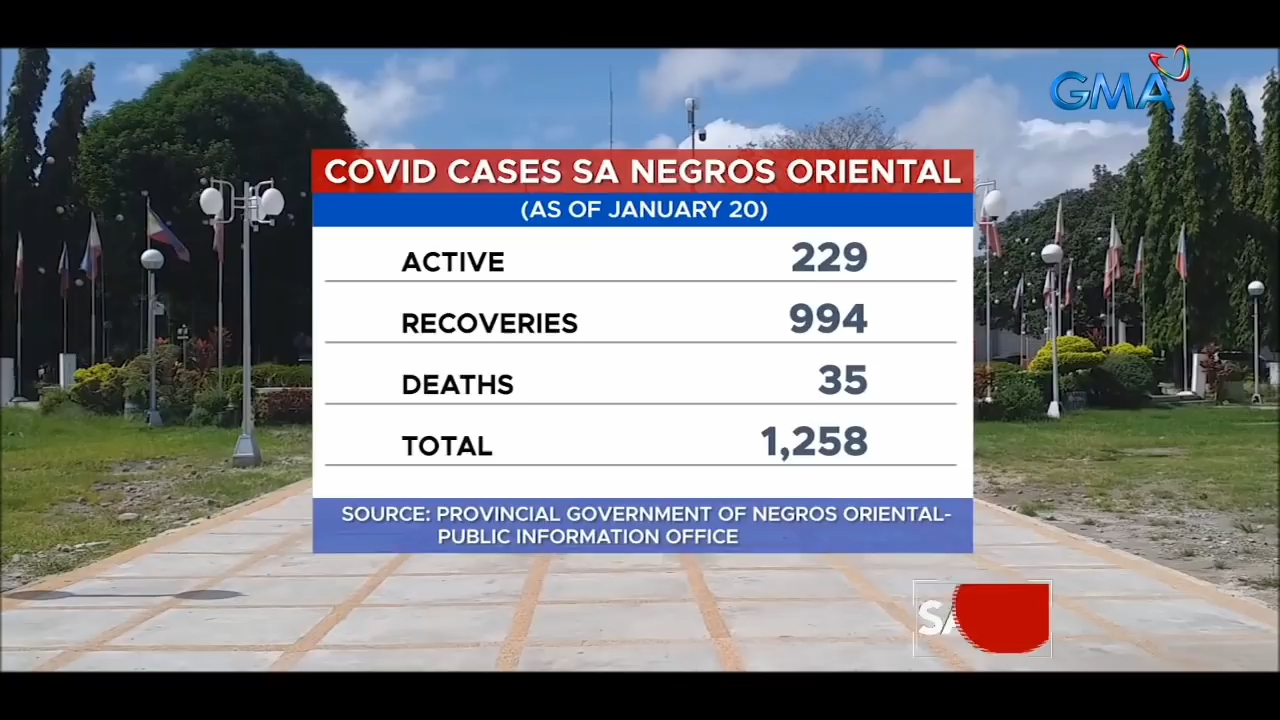 GMA
COVID CASES SA NEGROS ORIENTAL
(AS OF JANUARY 20)
ACTIVE 229
RECOVERIES 994
DEATHS 35
TOTAL 1,258
SOURCE: PROVINCIAL GOVERNMENT OF NEGROS ORIENTAL-
PUBLIC INFORMATION OFFICE